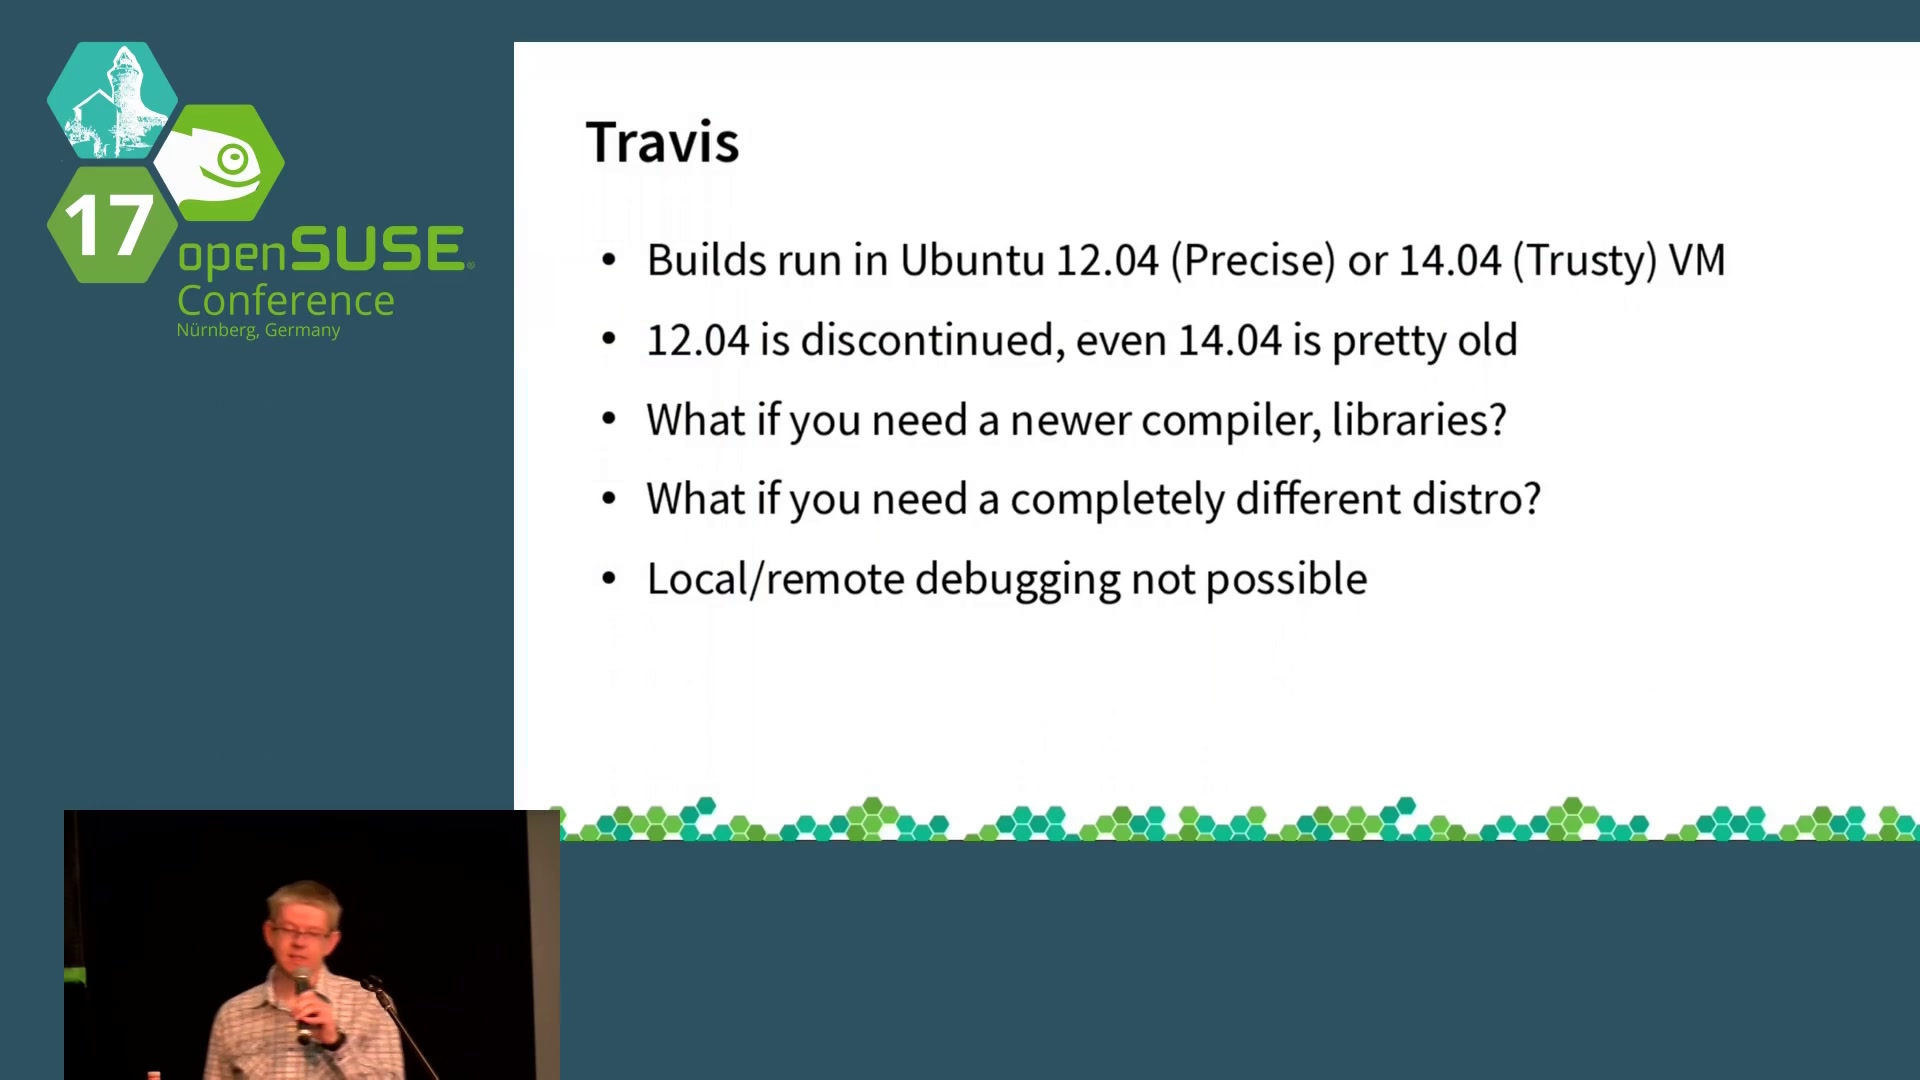 17
openSUSE
Conference
Nürnberg, Germany
Travis
• Builds run in Ubuntu 12.04 (Precise) or 14.04 (Trusty) VM
• 12.04 is discontinued, even 14.04 is pretty old
• What if you need a newer compiler, libraries?
• What if you need a completely different distro?
• Local/remote debugging not possible